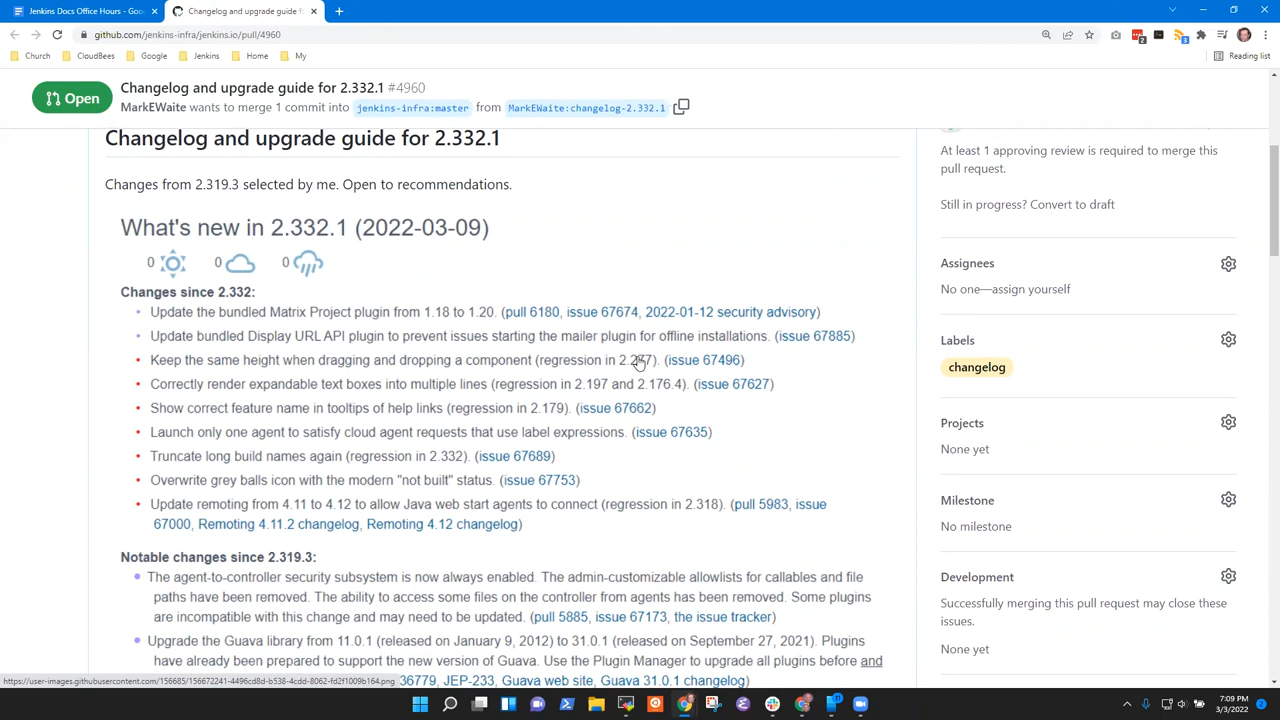 Jenkins Docs Office Hours - Goo
Changelog and upgrade guide f
github.com/jenkins-infra/jenkins.io/pull/4960
2
3
Church
CloudBees
Google
Jenkins
Home
My
Reading list
Open
Changelog and upgrade guide for 2.332.1 #4960
MarkEWaite wants to merge 1 commit into jenkins-infra:master from MarkEWaite:changelog-2.332.1
Changelog and upgrade guide for 2.332.1
Changes from 2.319.3 selected by me. Open to recommendations.
What's new in 2.332.1 (2022-03-09)
0 0 0
Changes since 2.332:
Update the bundled Matrix Project plugin from 1.18 to 1.20. (pull 6180, issue 67674, 2022-01-12 security advisory)
Update bundled Display URL API plugin to prevent issues starting the mailer plugin for offline installations. (issue 67885)
Keep the same height when dragging and dropping a component (regression in (issue 67496)
Correctly render expandable text boxes into multiple lines (regression in 2.197 and 2.176.4). (issue 67627)
Show correct feature name in tooltips of help links (regression in 2.179). (issue 67662)
Launch only one agent to satisfy cloud agent requests that use label expressions. (issue 67635)
Truncate long build names again (regression in 2.332). (issue 67689)
Overwrite grey balls icon with the modern "not built" status. (issue 67753)
Update remoting from 4.11 to 4.12 to allow Java web start agents to connect (regression in 2.318). (pull 5983, issue
67000, Remoting 4.11.2 changelog, Remoting 4.12 changelog)
Notable changes since 2.319.3:
The agent-to-controller security subsystem is now always enabled. The admin-customizable allowlists for callables and file
paths have been removed. The ability to access some files on the controller from agents has been removed. Some plugins
are incompatible with this change and may need to be updated. (pull 5885, issue 67173, the issue tracker)
Upgrade the Guava library from 11.0.1 (released on January 9, 2012) to 31.0.1 (released on September 27, 2021). Plugins
have already been prepared to support the new version of Guava. Use the Plugin Manager to upgrade all plugins before and
36779, JEP-233, Guava web site, Guava 31.0.1 changelog)
https://user-images.githubusercontent.com/156685/156672241-4496cd8d-b538-4cdd-8062-fd2f1009b164.png
At least 1 approving review is required to merge this
pull request.
Still in progress? Convert to draft
Assignees
No one—assign yourself
Labels
changelog
Projects
None yet
Milestone
No milestone
Development
Successfully merging this pull request may close these
issues.
None yet
7:09 PM
3/3/2022